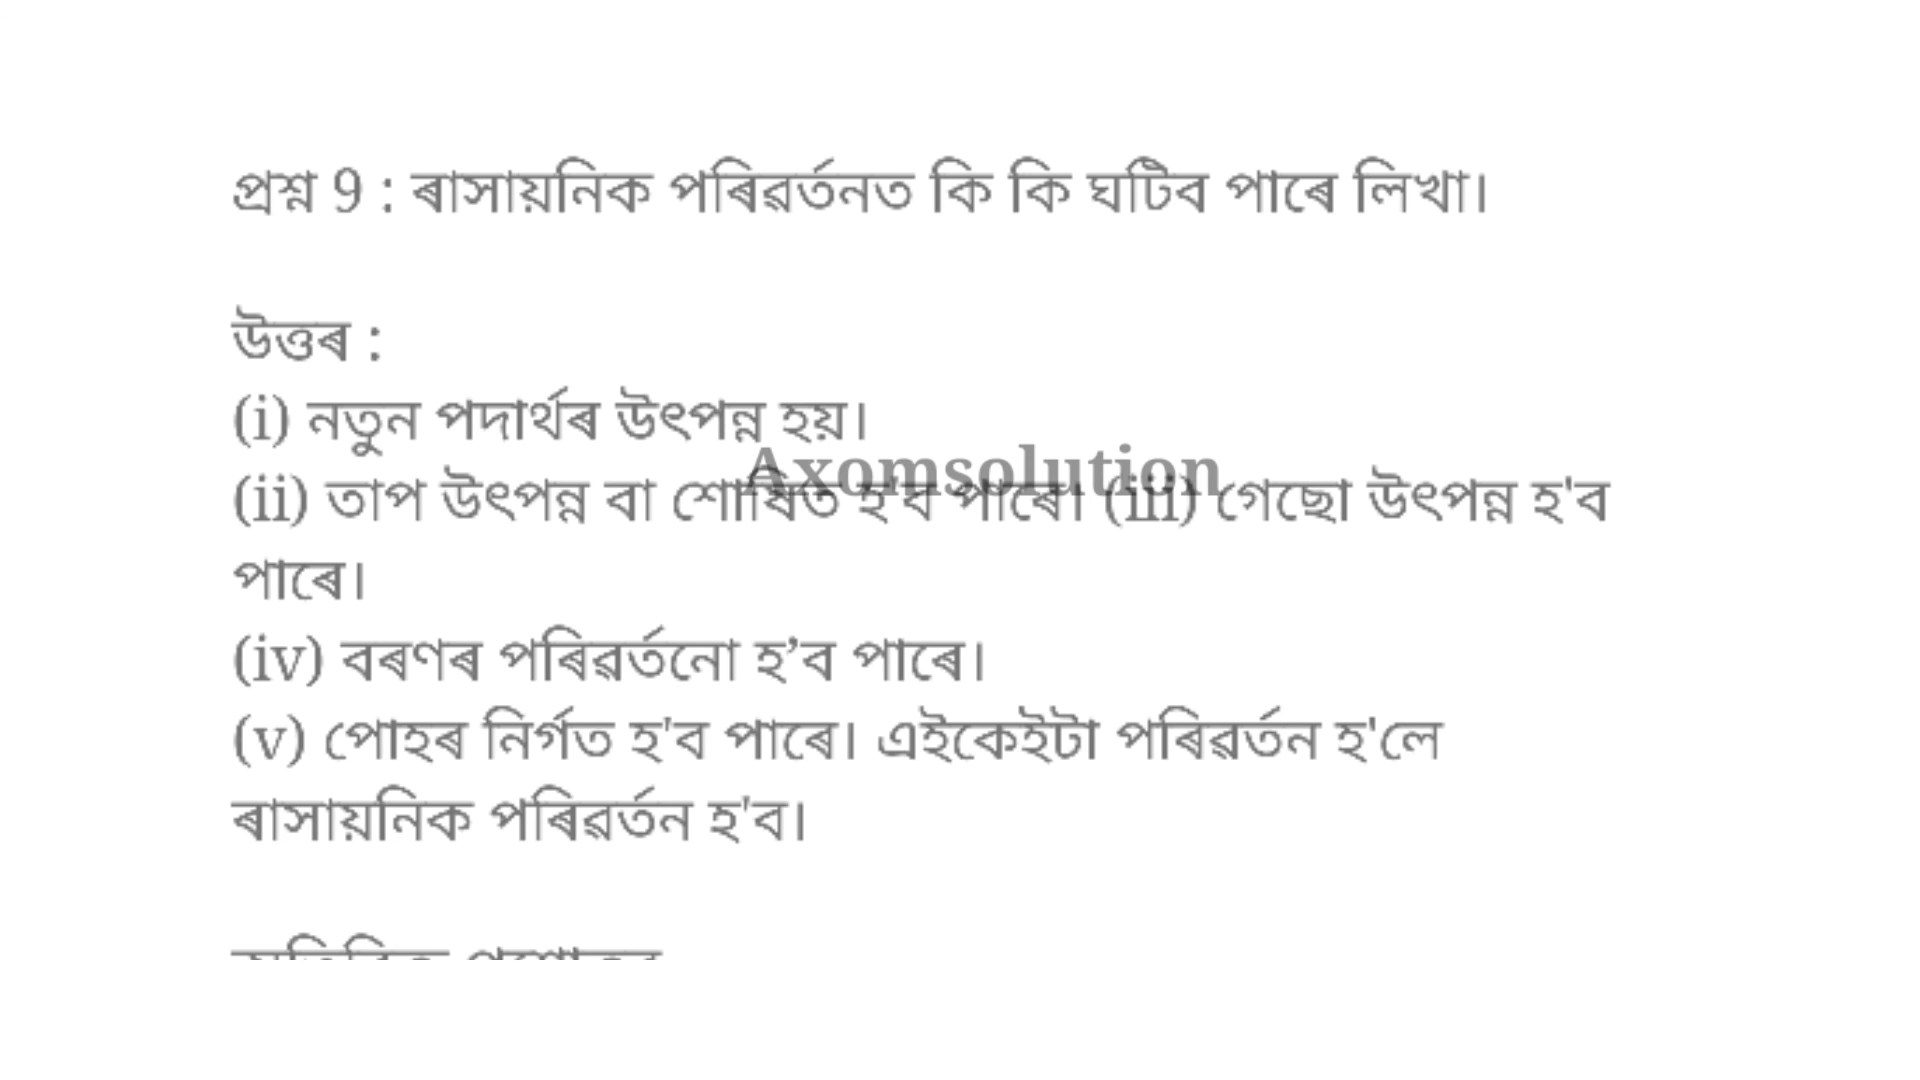 প্ৰশ্ন 9 : ৰাসায়নিক পৰিৱৰ্তনত কি কি ঘটিব পাৰে লিখা।
উত্তৰ :
(i) নতুন পদাৰ্থৰ উৎপন্ন হয়।
Axomsolution
(ii) তাপ উৎপন্ন বা শোষিত হ'ব পাৰে। (iii) গেছো উৎপন্ন হ'ব
পাৰে।
(iv) বৰণৰ পৰিৱৰ্তনো হ’ব পাৰে।
(v) পোহৰ নিৰ্গত হ'ব পাৰে। এইকেইটা পৰিৱৰ্তন হ'লে
ৰাসায়নিক পৰিৱৰ্তন হ'ব।